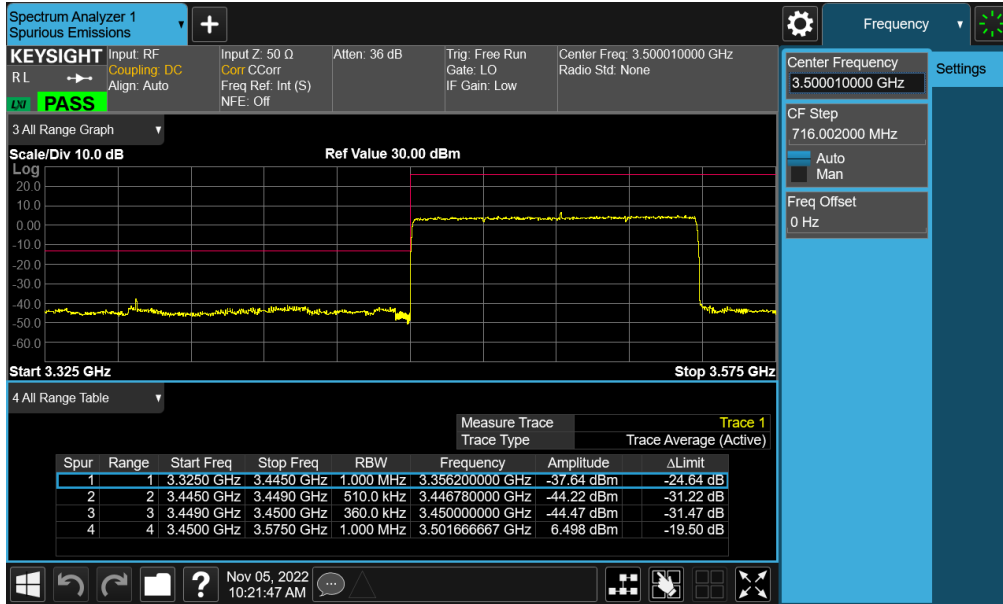 Spectrum Analyzer 1
Spurious Emissions
Frequency
KEYSIGHT
R L
LXI
PASS
Input: RF
Coupling: DC
Align: Auto
Input Z: 50 Ω
Corr CCorr
Freq Ref: Int (S)
NFE: Off
Atten: 36 dB
Trig: Free Run
Gate: LO
IF Gain: Low
Center Freq: 3.500010000 GHz
Radio Std: None
Center Frequency
3.500010000 GHz
Settings
CF Step
716.002000 MHz
Auto
Man
Freq Offset
0 Hz
3 All Range Graph
Scale/Div 10.0 dB
Ref Value 30.00 dBm
Log
20.0
10.0
0.00
-10.0
-20.0
-30.0
-40.0
-50.0
-60.0
Start 3.325 GHz
Stop 3.575 GHz
4 All Range Table
Measure Trace Trace 1
Trace Type Trace Average (Active)
Spur Range Start Freq Stop Freq RBW Frequency Amplitude ΔLimit
1 1 3.3250 GHz 3.4450 GHz 1.000 MHz 3.356200000 GHz -37.64 dBm -24.64 dB
2 2 3.4450 GHz 3.4490 GHz 510.0 kHz 3.446780000 GHz -44.22 dBm -31.22 dB
3 3 3.4490 GHz 3.4500 GHz 360.0 kHz 3.450000000 GHz -44.47 dBm -31.47 dB
4 4 3.4500 GHz 3.5750 GHz 1.000 MHz 3.501666667 GHz 6.498 dBm -19.50 dB
?
Nov 05, 2022
10:21:47 AM